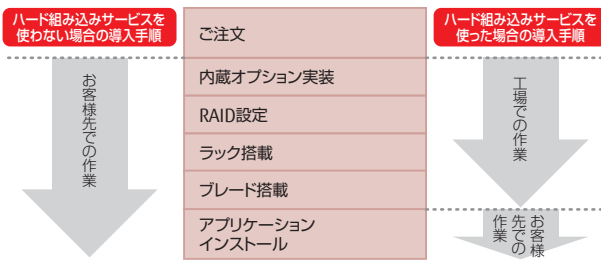 ハード組み込みサービスを
使わない場合の導入手順
お客様先での作業
ご注文
内蔵オプション実装
RAID設定
ラック搭載
ブレード搭載
アプリケーション
インストール
ハード組み込みサービスを
使った場合の導入手順
工場での作業
お客様
先での
作業